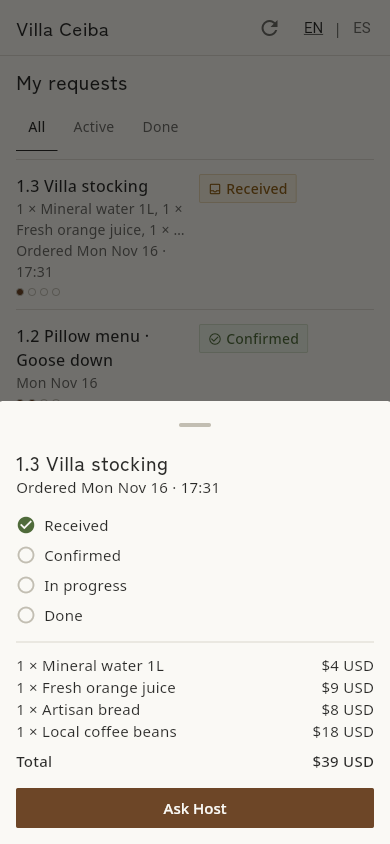 Villa Ceiba
EN | ES
My requests
All Active Done
1.3 Villa stocking
Received
1 × Mineral water 1L, 1 ×
Fresh orange juice, 1 × ...
Ordered Mon Nov 16 ·
17:31
1.2 Pillow menu ·
Goose down
Confirmed
Mon Nov 16
1.3 Villa stocking
Ordered Mon Nov 16 · 17:31
Received
Confirmed
In progress
Done
1 × Mineral water 1L $4 USD
1 × Fresh orange juice $9 USD
1 × Artisan bread $8 USD
1 × Local coffee beans $18 USD
Total $39 USD
Ask Host